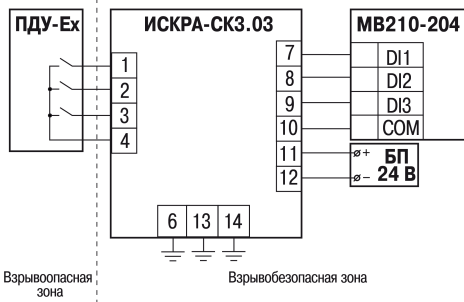 ПДУ-Ex
ИСКРА-СК3.03
МВ210-204
1
2
3
4
7
8
9
10
11
12
DI1
DI2
DI3
COM
+ БП
– 24 В
6 13 14
Взрывоопасная
зона
Взрывобезопасная зона